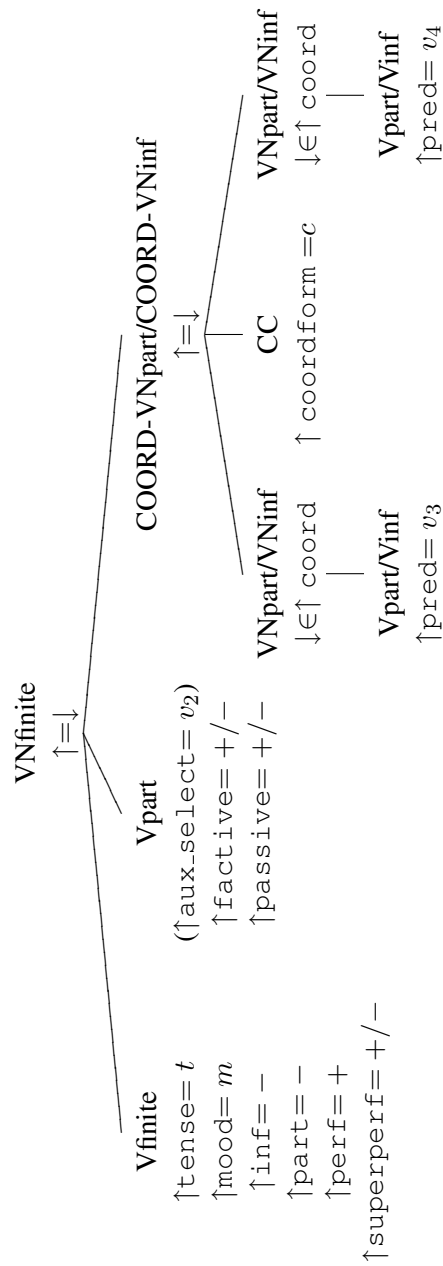 VNfinite
↑=↓
Vfinite
↑tense= t
↑mood= m
↑inf= −
↑part= −
↑perf= +
↑superperf= +/−
Vpart
(↑aux_select= v₂)
↑factive= +/−
↑passive= +/−
COORD-VNpart/COORD-VNinf
↑=↓
VNpart/VNinf
↓∈↑ coord
Vpart/Vinf
↑pred= v₃
CC
↑ coordform =c
VNpart/VNinf
↓∈↑ coord
Vpart/Vinf
↑pred= v₄